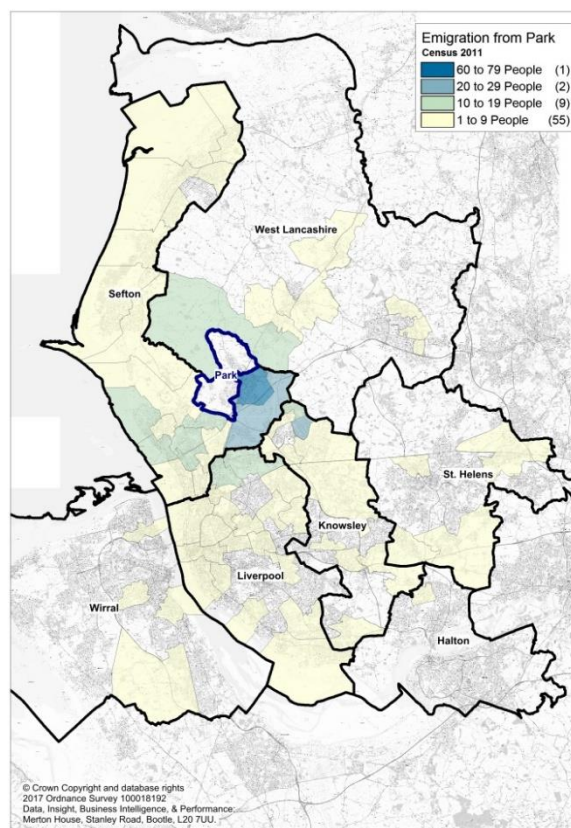 Emigration from Park
Census 2011
60 to 79 People (1)
20 to 29 People (2)
10 to 19 People (9)
1 to 9 People (55)
West Lancashire
Sefton
Park
St. Helens
Knowsley
Liverpool
Wirral
Halton
© Crown Copyright and database rights
2017 Ordnance Survey 100018192
Data, Insight, Business Intelligence, & Performance:
Merton House, Stanley Road, Bootle, L20 7UU.